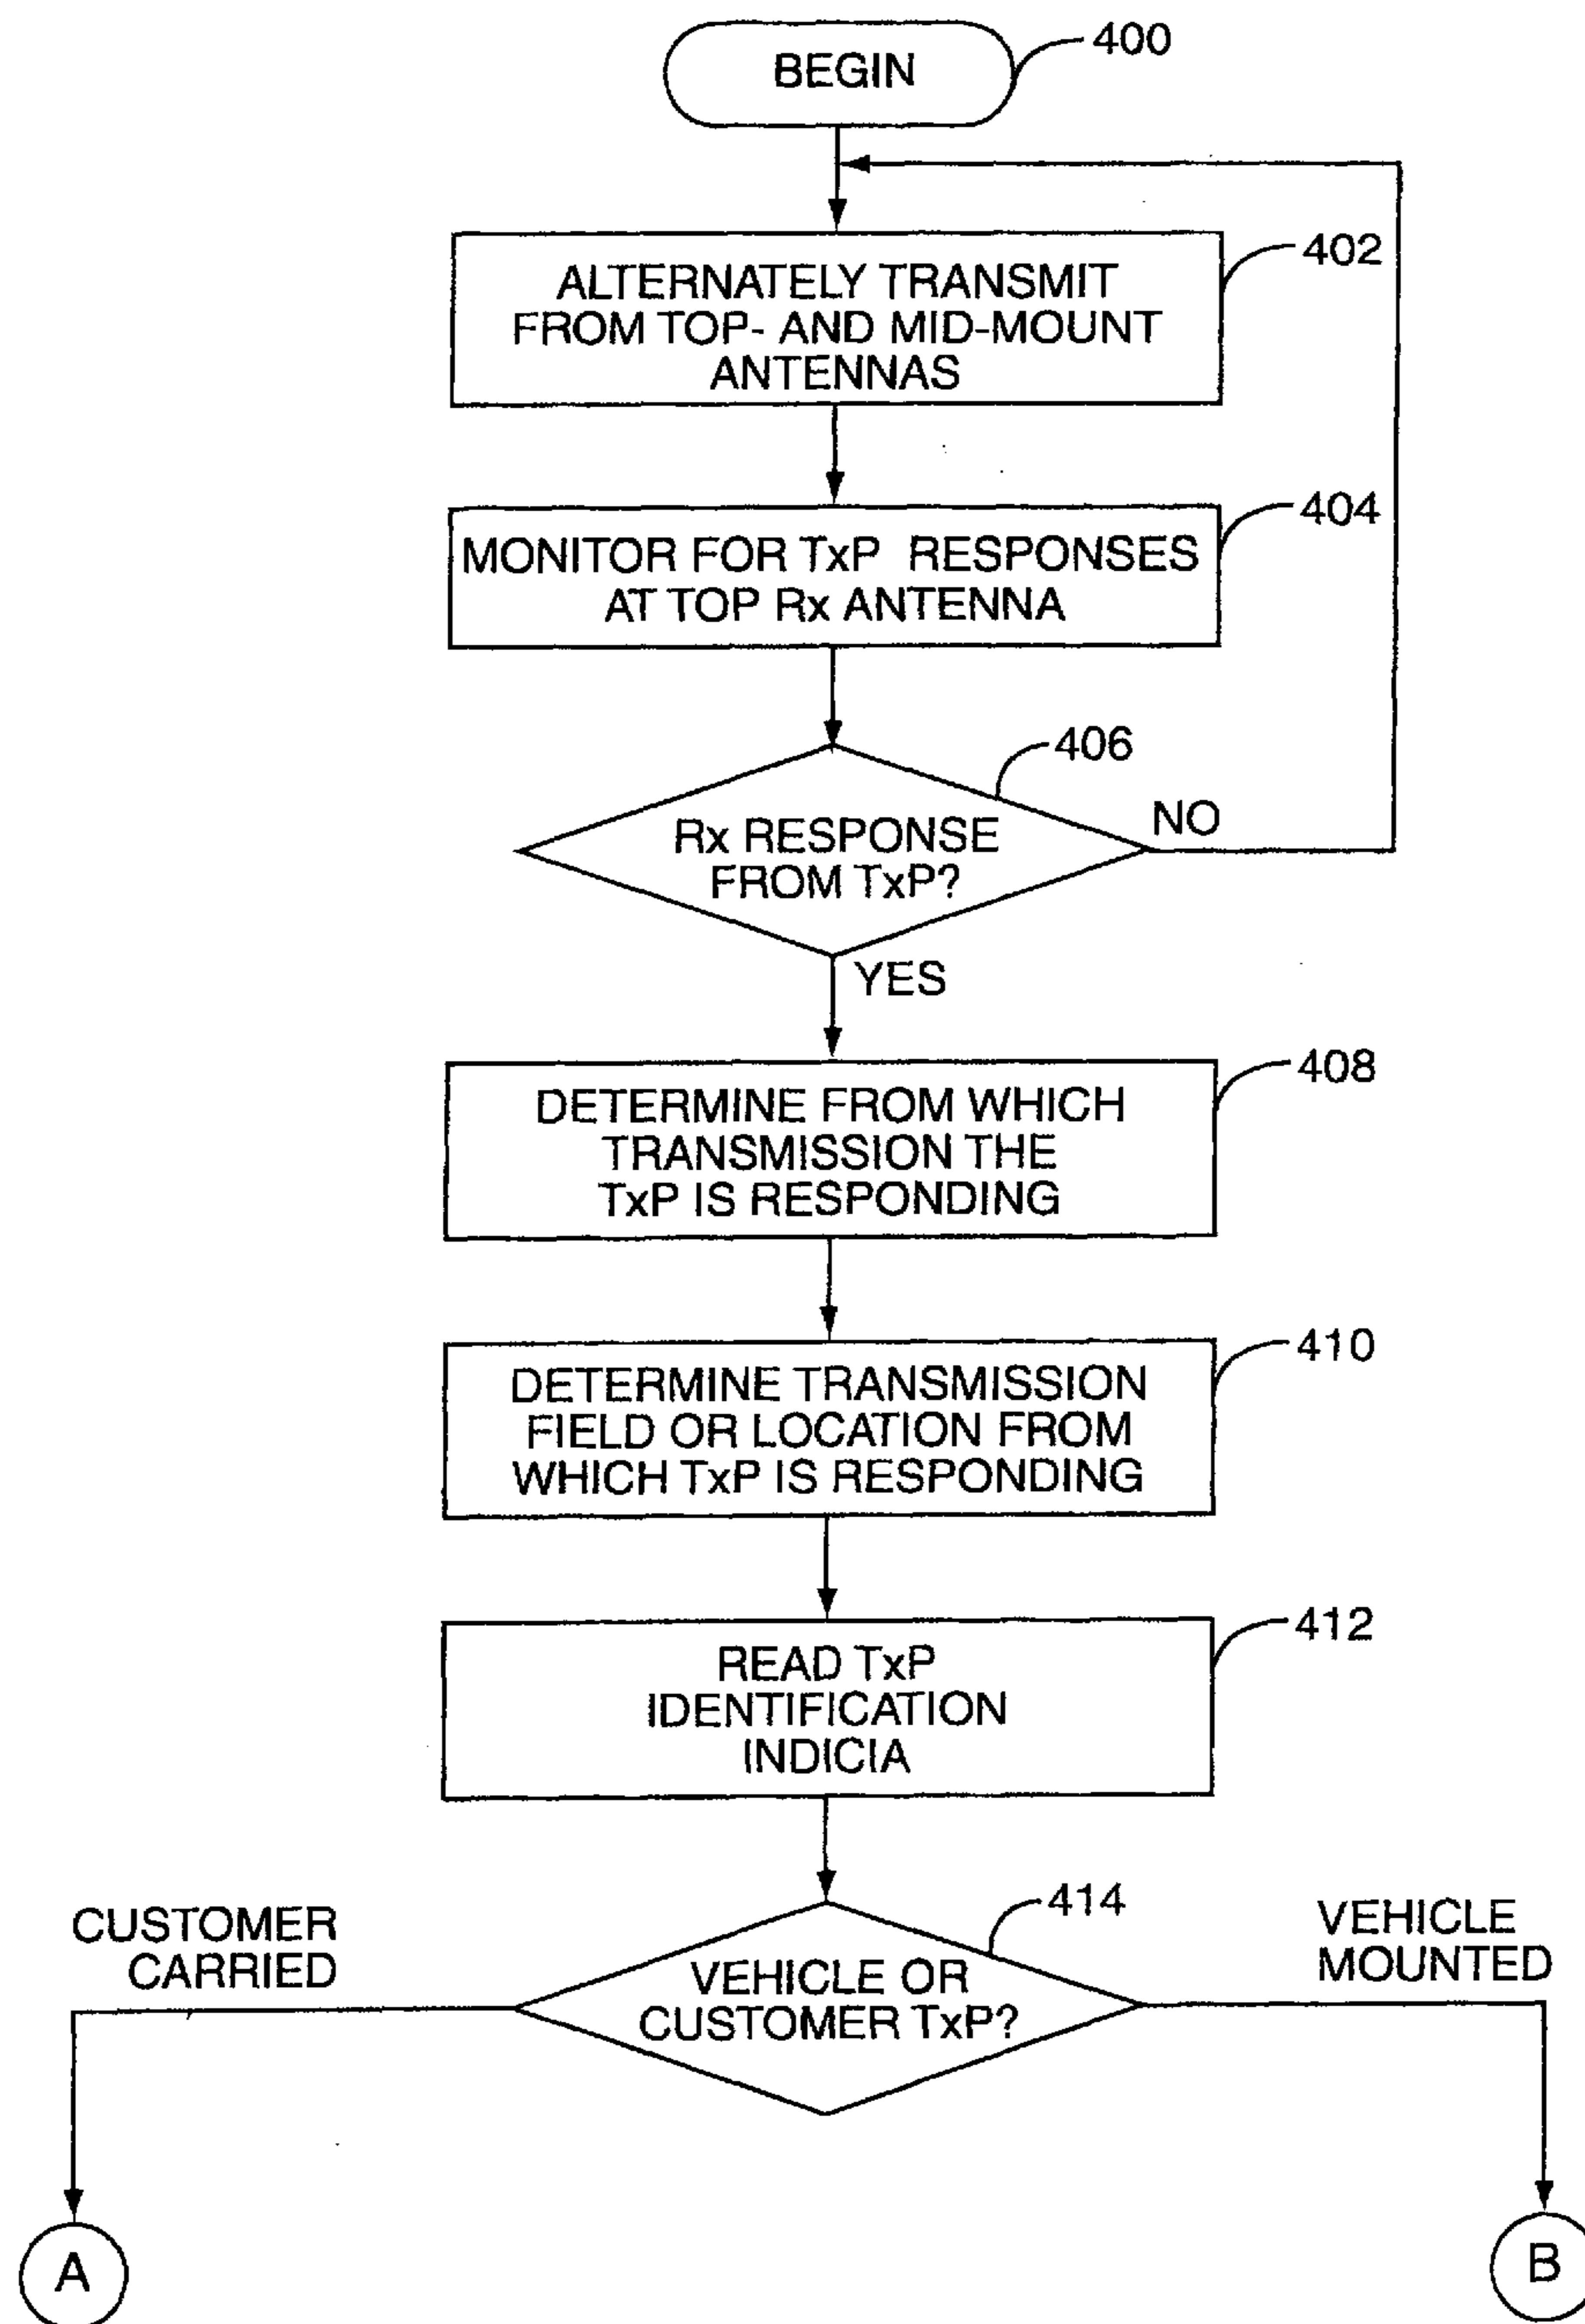 BEGIN
400
402
ALTERNATELY TRANSMIT
FROM TOP- AND MID-MOUNT
ANTENNAS
404
MONITOR FOR TxP RESPONSES
AT TOP Rx ANTENNA
406
NO
Rx RESPONSE
FROM TxP?
YES
408
DETERMINE FROM WHICH
TRANSMISSION THE
TxP IS RESPONDING
410
DETERMINE TRANSMISSION
FIELD OR LOCATION FROM
WHICH TxP IS RESPONDING
412
READ TxP
IDENTIFICATION
INDICIA
414
CUSTOMER
CARRIED
VEHICLE OR
CUSTOMER TxP?
VEHICLE
MOUNTED
A
B